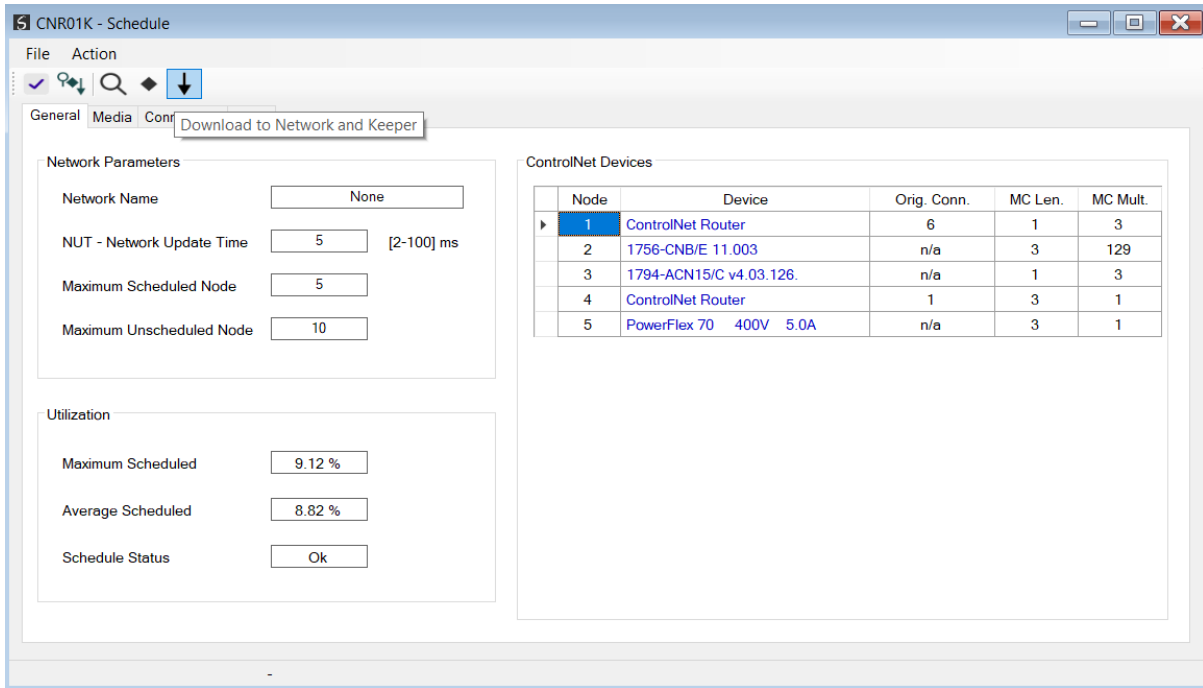 CNR01K - Schedule
File Action
General Media Conn
Download to Network and Keeper
Network Parameters
Network Name None
NUT - Network Update Time 5 [2-100] ms
Maximum Scheduled Node 5
Maximum Unscheduled Node 10
Utilization
Maximum Scheduled 9.12 %
Average Scheduled 8.82 %
Schedule Status Ok
ControlNet Devices
Node Device Orig. Conn. MC Len. MC Mult.
1 ControlNet Router 6 1 3
2 1756-CNB/E 11.003 n/a 3 129
3 1794-ACN15/C v4.03.126. n/a 1 3
4 ControlNet Router 1 3 1
5 PowerFlex 70 400V 5.0A n/a 3 1
-